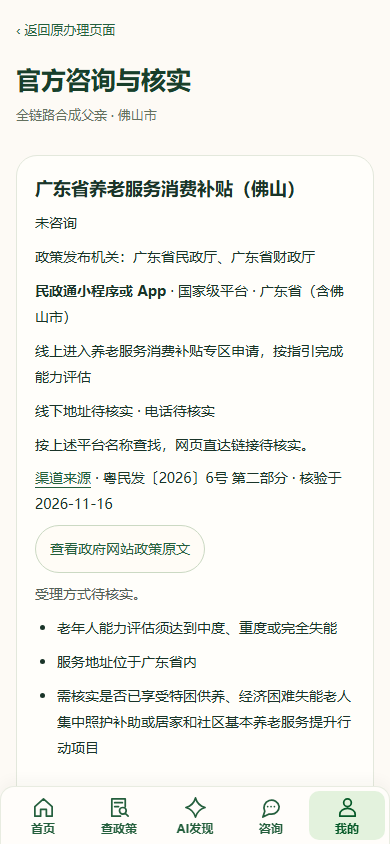 ‹ 返回原办理页面
官方咨询与核实
全链路合成父亲 · 佛山市
广东省养老服务消费补贴（佛山）
未咨询
政策发布机关：广东省民政厅、广东省财政厅
民政通小程序或 App · 国家级平台 · 广东省（含佛
山市）
线上进入养老服务消费补贴专区申请，按指引完成
能力评估
线下地址待核实 · 电话待核实
按上述平台名称查找，网页直达链接待核实。
渠道来源 · 粤民发〔2026〕6号 第二部分 · 核验于
2026-11-16
查看政府网站政策原文
受理方式待核实。
• 老年人能力评估须达到中度、重度或完全失能
• 服务地址位于广东省内
• 需核实是否已享受特困供养、经济困难失能老人
集中照护补助或居家和社区基本养老服务提升行
动项目
首页 查政策 AI发现 咨询 我的